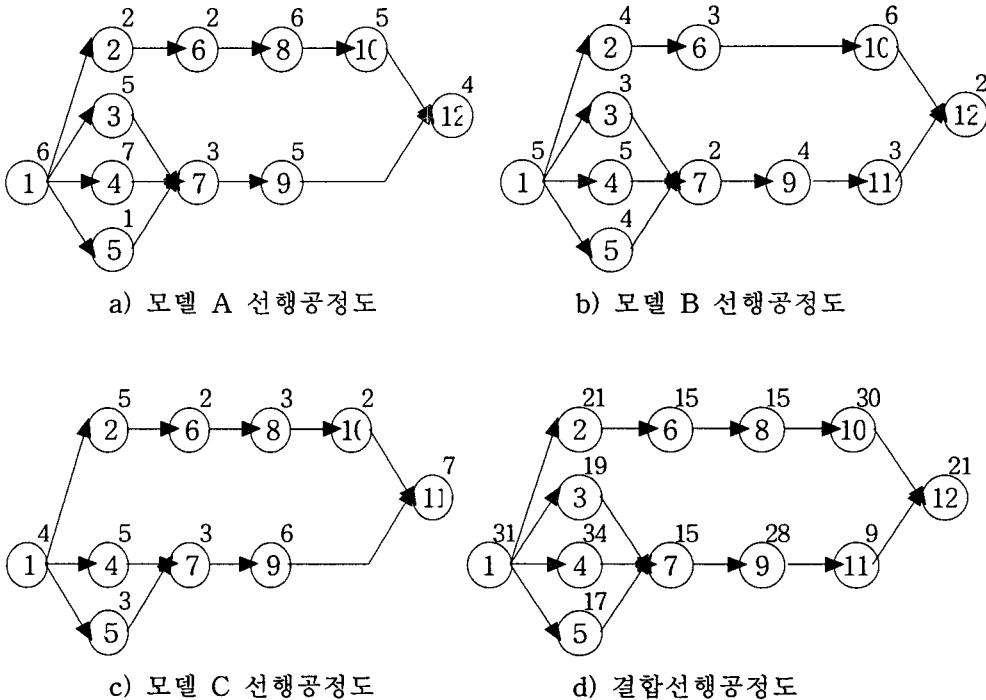 2 2 6 5
2 6 8 10
5 4
3 12
6 7 3 5
1 4 7 9
1
5
a) 모델 A 선행공정도
4 3 6
2 6 10
3 2
3 12
5 5 2 4 3
1 4 7 9 11
4
5
b) 모델 B 선행공정도
5 2 3 2
2 6 8 10
7
11
4 5 3 6
1 4 7 9
3
5
c) 모델 C 선행공정도
21 15 15 30
2 6 8 10
19 21
3 12
31 34 15 28 9
1 4 7 9 11
17
5
d) 결합선행공정도